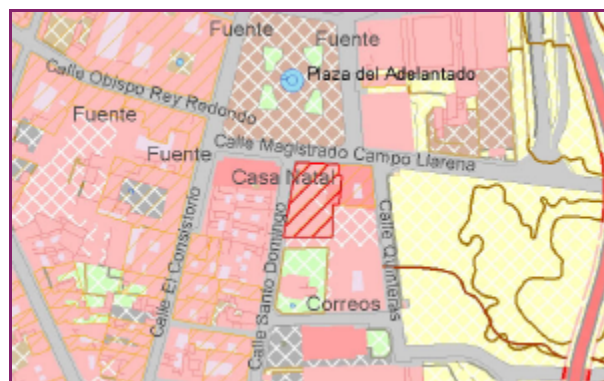 Fuente
Fuente
Plaza del Adelantado
Calle Obispo Rey Redondo
Fuente
Calle Magistrado Campo Llarena
Fuente
Casa Natal
Calle El Consistorio
Calle Santo Domingo
Calle Quinteras
Correos